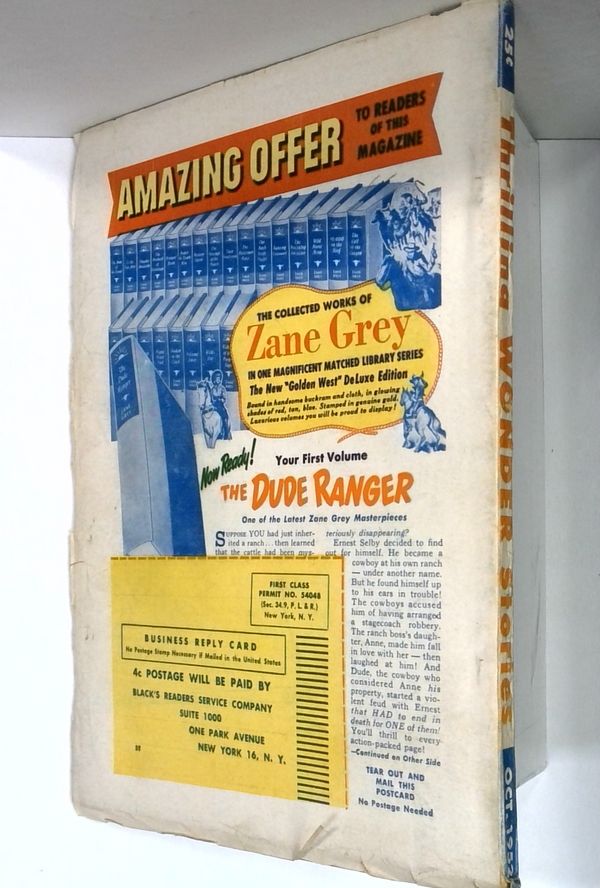 AMAZING OFFER
TO READERS
OF THIS
MAGAZINE
THE COLLECTED WORKS OF
Zane Grey
IN ONE MAGNIFICENT MATCHED LIBRARY SERIES
The New "Golden West" DeLuxe Edition
Bound in handsome buckram and cloth, in glowing
shades of red, tan, blue. Stamped in genuine gold.
Luxurious volumes you will be proud to display!
Now Ready!
Your First Volume
THE DUDE RANGER
One of the Latest Zane Grey Masterpieces
SUPPOSE YOU had just inher-
ited a ranch . . . then learned
that the cattle had been mys-
teriously disappearing?
Ernest Selby decided to find
out for himself. He became a
cowboy at his own ranch
— under another name.
But he found himself up
to his ears in trouble!
The cowboys accused
him of having arranged
a stagecoach robbery.
The ranch boss's daugh-
ter, Anne, made him fall
in love with her — then
laughed at him! And
Dude, the cowboy who
considered Anne his
property, started a vio-
lent feud with Ernest
that HAD to end in
death for ONE of them!
You'll thrill to every
action-packed page!
—Continued on Other Side
TEAR OUT AND
MAIL THIS
POSTCARD
No Postage Needed
FIRST CLASS
PERMIT NO. 54048
(Sec. 34.9, P. L. & R.)
New York, N. Y.
BUSINESS REPLY CARD
No Postage Stamp Necessary if Mailed in the United States
4c POSTAGE WILL BE PAID BY
BLACK'S READERS SERVICE COMPANY
SUITE 1000
ONE PARK AVENUE
NEW YORK 16, N. Y.
25¢
Thrilling WONDER Stories
OCT. 1952